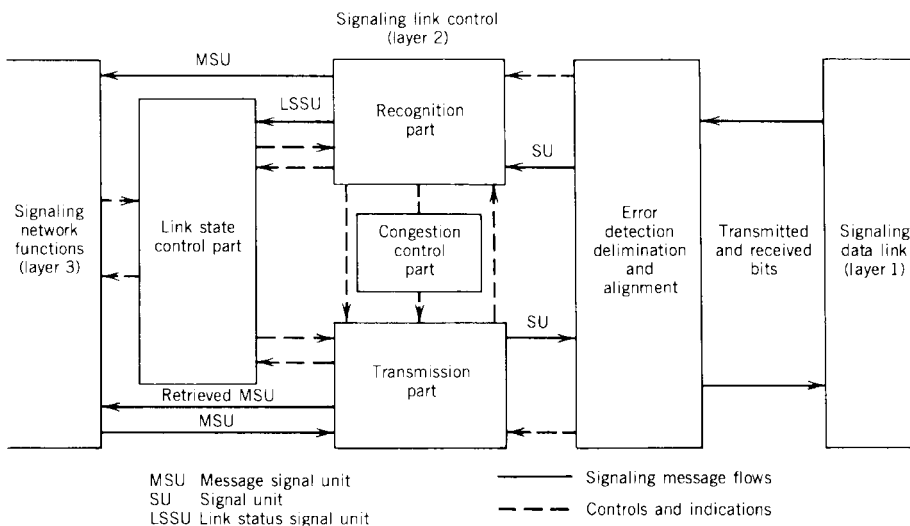 Signaling link control
(layer 2)
MSU
LSSU
Recognition
part
SU
Signaling
network
functions
(layer 3)
Link state
control part
Congestion
control
part
Error
detection
delimination
and
alignment
Transmitted
and received
bits
Signaling
data link
(layer 1)
SU
Transmission
part
Retrieved MSU
MSU
MSU Message signal unit
SU Signal unit
LSSU Link status signal unit
Signaling message flows
Controls and indications